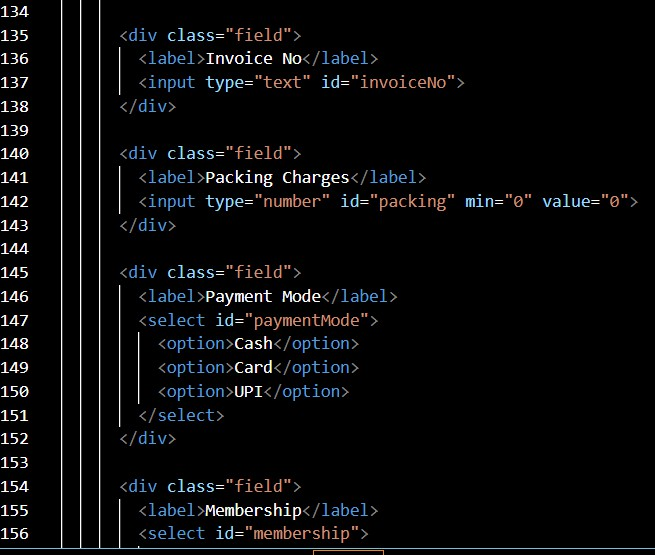 134
135 <div class="field">
136 <label>Invoice No</label>
137 <input type="text" id="invoiceNo">
138 </div>
139
140 <div class="field">
141 <label>Packing Charges</label>
142 <input type="number" id="packing" min="0" value="0">
143 </div>
144
145 <div class="field">
146 <label>Payment Mode</label>
147 <select id="paymentMode">
148 <option>Cash</option>
149 <option>Card</option>
150 <option>UPI</option>
151 </select>
152 </div>
153
154 <div class="field">
155 <label>Membership</label>
156 <select id="membership">